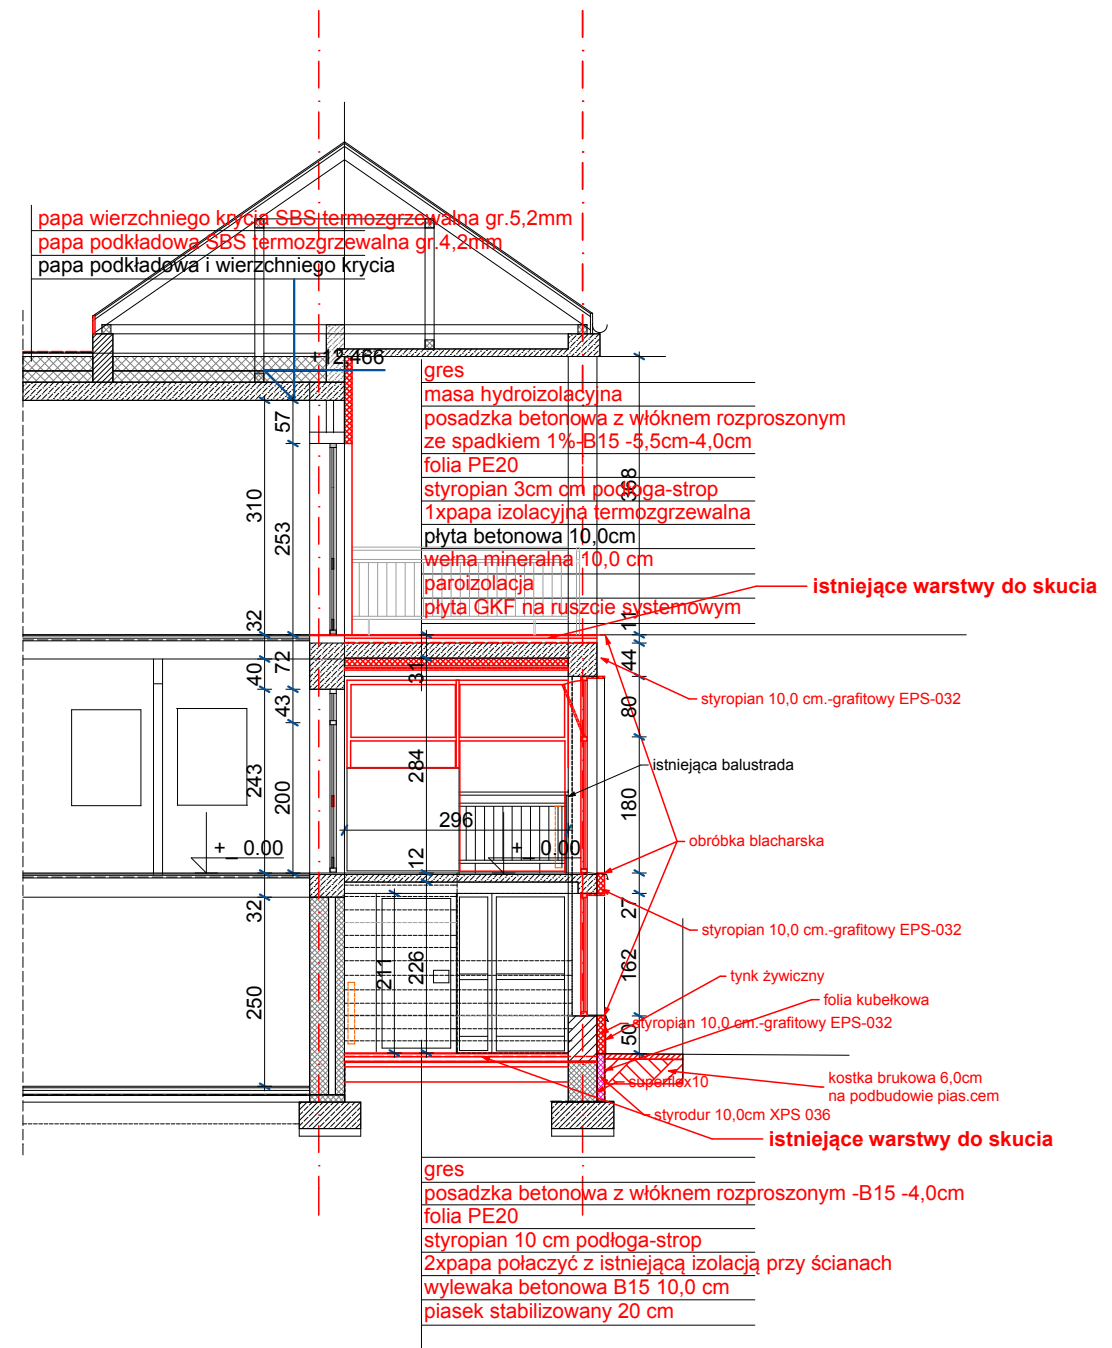 papa wierzchniego krycia SBS termozgrzewalna gr.5,2mm
papa podkładowa SBS termozgrzewalna gr.4,2mm
papa podkładowa i wierzchniego krycia
+12,466
gres
masa hydroizolacyjna
posadzka betonowa z włóknem rozproszonym
ze spadkiem 1%-B15 -5,5cm-4,0cm
folia PE20
styropian 3cm cm podłoga-strop
1xpapa izolacyjna termozgrzewalna
płyta betonowa 10,0cm
wełna mineralna 10,0 cm
paroizolacja
płyta GKF na ruszcie systemowym
istniejące warstwy do skucia
57
310
253
32
368
11
40
72
43
31
44
80
styropian 10,0 cm.-grafitowy EPS-032
istniejąca balustrada
243
200
284
180
296
+_ 0.00
+_ 0.00
12
obróbka blacharska
32
27
styropian 10,0 cm.-grafitowy EPS-032
250
211
226
162
tynk żywiczny
folia kubełkowa
50
styropian 10,0 cm.-grafitowy EPS-032
superflex10
kostka brukowa 6,0cm
na podbudowie pias.cem
styrodur 10,0cm XPS 036
istniejące warstwy do skucia
gres
posadzka betonowa z włóknem rozproszonym -B15 -4,0cm
folia PE20
styropian 10 cm podłoga-strop
2xpapa połaczyć z istniejącą izolacją przy ścianach
wylewaka betonowa B15 10,0 cm
piasek stabilizowany 20 cm